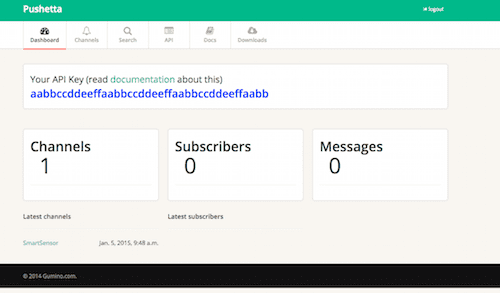 Pushetta
logout
Dashboard Channels Search API Docs Downloads
Your API Key (read documentation about this)
aabbccddeeffaabbccddeeffaabbccddeeffaabb
Channels Subscribers Messages
1 0 0
Latest channels Latest subscribers
SmartSensor Jan. 5, 2015, 9:48 a.m.
© 2014 Gumino.com.